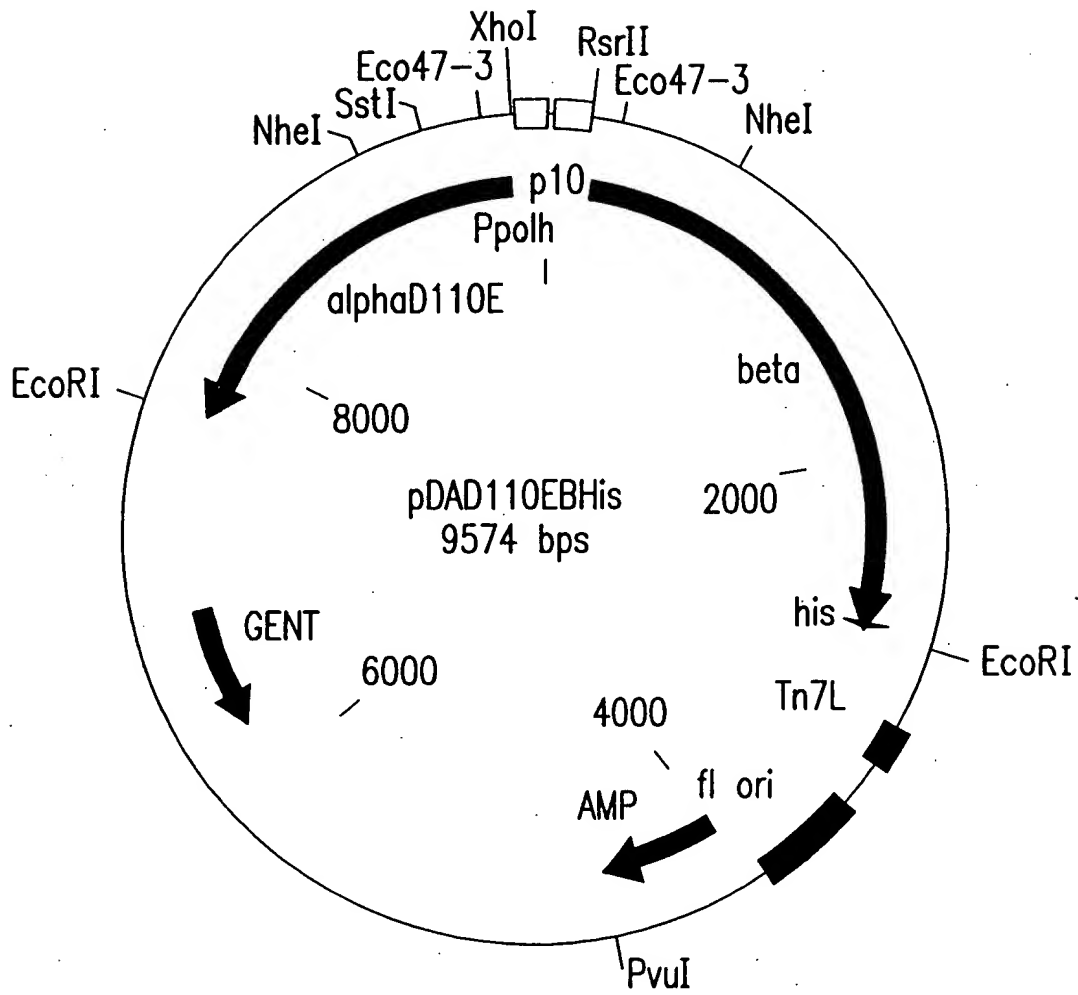 XhoI
RsrII
Eco47-3
Eco47-3
SstI
NheI
NheI
p10
Ppolh
alphaD110E
beta
EcoRI
8000
pDAD110EBHis
9574 bps
2000
his
GENT
EcoRI
6000
Tn7L
4000
fl ori
AMP
PvuI